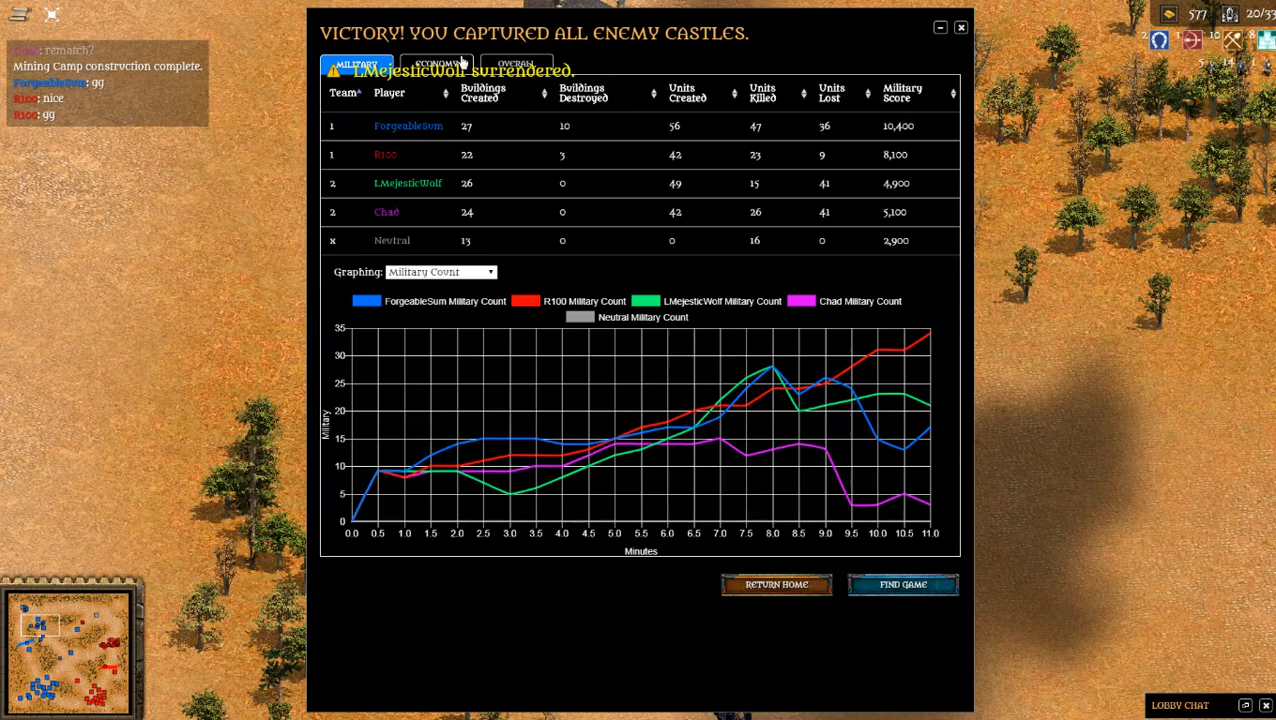 VICTORY! YOU CAPTURED ALL ENEMY CASTLES.
577 20/33
Chad: rematch?
Mining Camp construction complete.
ForgeableSum: gg
R100: nice
R100: gg
MILITARY ECONOMY OVERALL
LMejesticWolf surrendered.
Team Player Buildings Created Buildings Destroyed Units Created Units Killed Units Lost Military Score
1 ForgeableSum 27 10 56 47 36 10,400
1 R100 22 3 42 23 9 8,100
2 LMejesticWolf 26 0 49 15 41 4,900
2 Chad 24 0 42 26 41 5,100
x Neutral 13 0 0 16 0 2,900
Graphing: Military Count
ForgeableSum Military Count R100 Military Count LMejesticWolf Military Count Chad Military Count
Neutral Military Count
35
30
25
20
15
10
5
0
Military
0.0 0.5 1.0 1.5 2.0 2.5 3.0 3.5 4.0 4.5 5.0 5.5 6.0 6.5 7.0 7.5 8.0 8.5 9.0 9.5 10.0 10.5 11.0
Minutes
RETURN HOME FIND GAME
LOBBY CHAT